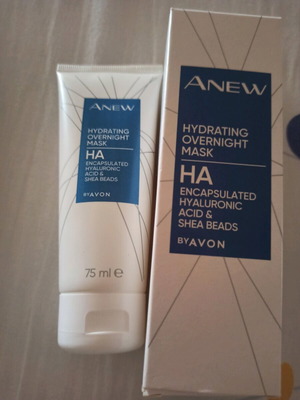 ANEW
HYDRATING
OVERNIGHT
MASK
HA
ENCAPSULATED
HYALURONIC
ACID &
SHEA BEADS
BY AVON
75 ml e
ANEW
HYDRATING
OVERNIGHT
MASK
HA
ENCAPSULATED
HYALURONIC
ACID &
SHEA BEADS
BY AVON